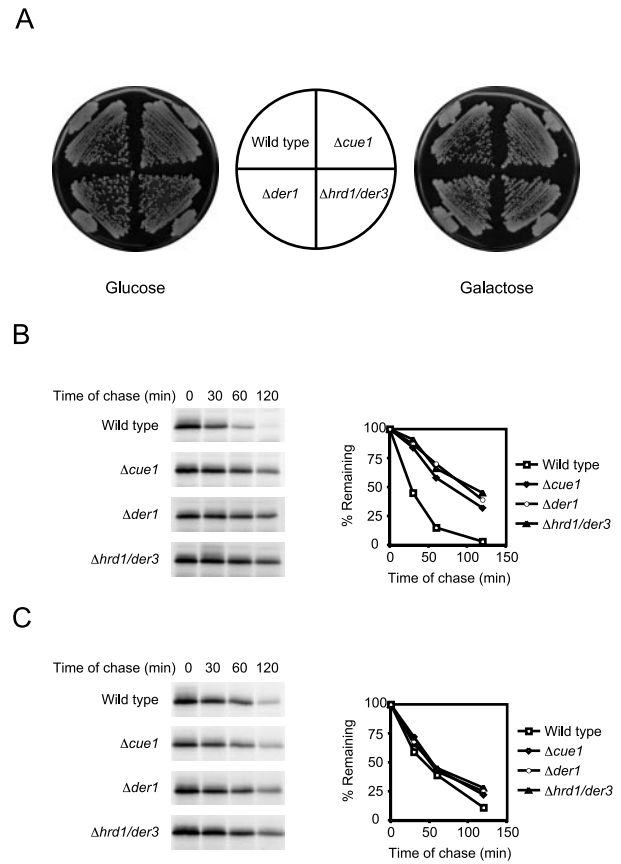 A
Wild type
Δcue1
Δder1
Δhrd1/der3
Glucose
Galactose
B
Time of chase (min) 0 30 60 120
Wild type
Δcue1
Δder1
Δhrd1/der3
100
75
50
25
0
% Remaining
0 50 100 150
Time of chase (min)
Wild type
Δcue1
Δder1
Δhrd1/der3
C
Time of chase (min) 0 30 60 120
Wild type
Δcue1
Δder1
Δhrd1/der3
100
75
50
25
0
% Remaining
0 50 100 150
Time of chase (min)
Wild type
Δcue1
Δder1
Δhrd1/der3